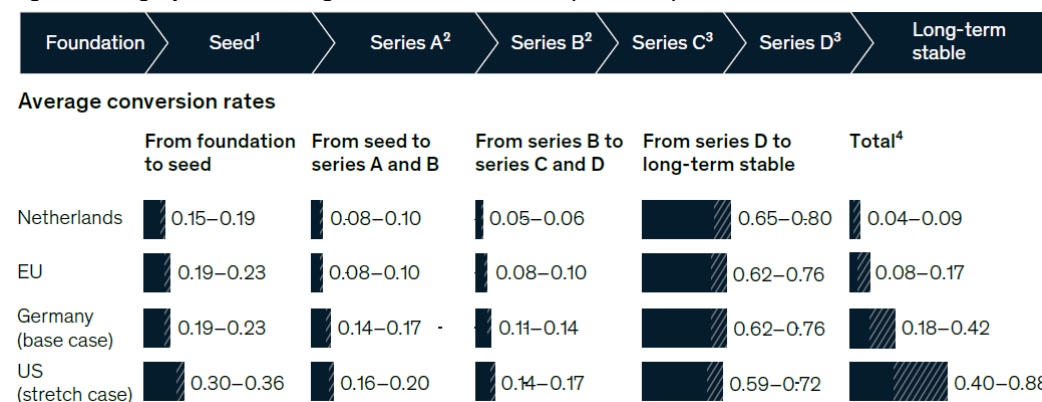 Foundation Seed¹ Series A² Series B² Series C³ Series D³ Long-term
stable
Average conversion rates
From foundation From seed to From series B to From series D to Total⁴
to seed series A and B series C and D long-term stable
Netherlands 0.15–0.19 0.08–0.10 0.05–0.06 0.65–0.80 0.04–0.09
EU 0.19–0.23 0.08–0.10 0.08–0.10 0.62–0.76 0.08–0.17
Germany
(base case) 0.19–0.23 0.14–0.17 0.11–0.14 0.62–0.76 0.18–0.42
US
(stretch case) 0.30–0.36 0.16–0.20 0.14–0.17 0.59–0.72 0.40–0.88